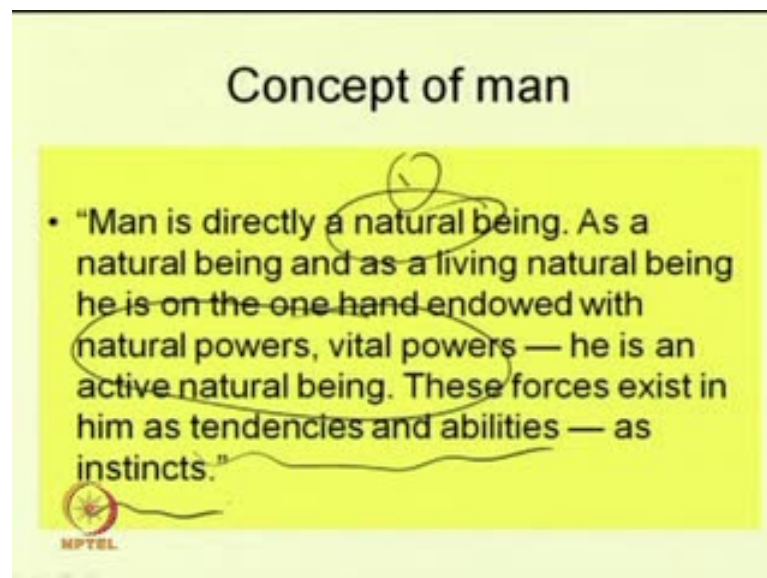 Concept of man
• “Man is directly a natural being. As a
natural being and as a living natural being
he is on the one hand endowed with
natural powers, vital powers — he is an
active natural being. These forces exist in
him as tendencies and abilities — as
instincts.”
NPTEL